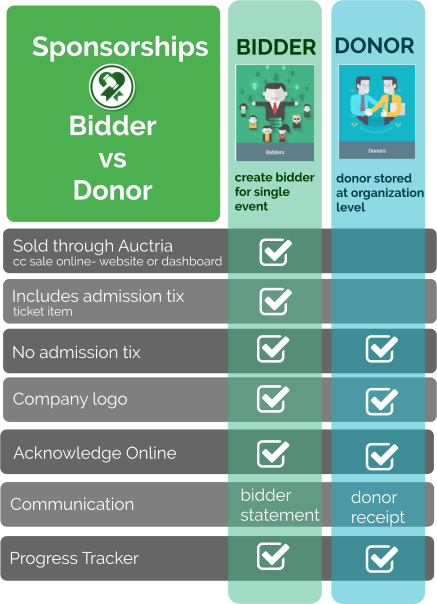 Sponsorships
Bidder
vs
Donor
BIDDER
DONOR
Bidders
Donors
create bidder
for single
event
donor stored
at organization
level
Sold through Auctria
cc sale online- website or dashboard
Includes admission tix
ticket item
No admission tix
Company logo
Acknowledge Online
Communication
bidder
statement
donor
receipt
Progress Tracker